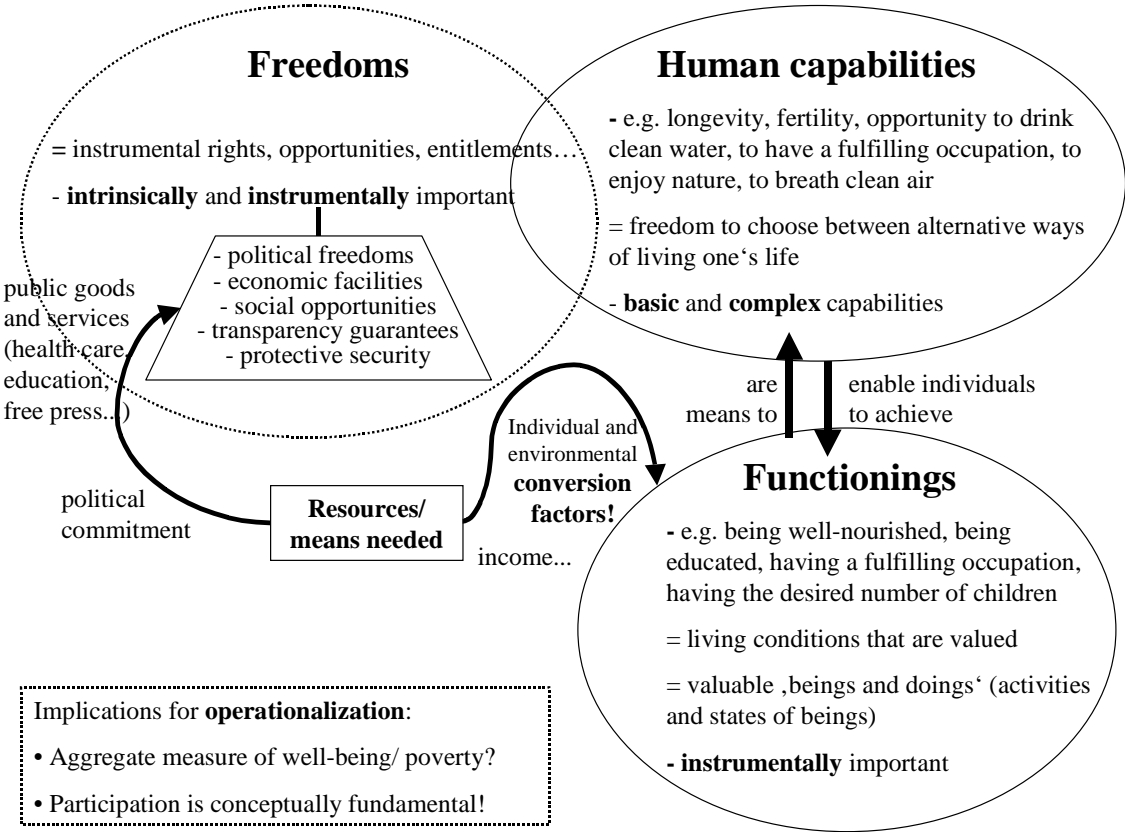 Freedoms
= instrumental rights, opportunities, entitlements…
- intrinsically and instrumentally important
- political freedoms
- economic facilities
- social opportunities
- transparency guarantees
- protective security
public goods
and services
(health care,
education,
free press...)
political
commitment
Resources/
means needed
income...
Individual and
environmental
conversion
factors!
Human capabilities
- e.g. longevity, fertility, opportunity to drink
clean water, to have a fulfilling occupation, to
enjoy nature, to breath clean air
= freedom to choose between alternative ways
of living one‘s life
- basic and complex capabilities
are
means to
enable individuals
to achieve
Functionings
- e.g. being well-nourished, being
educated, having a fulfilling occupation,
having the desired number of children
= living conditions that are valued
= valuable ‚beings and doings‘ (activities
and states of beings)
- instrumentally important
Implications for operationalization:
• Aggregate measure of well-being/ poverty?
• Participation is conceptually fundamental!